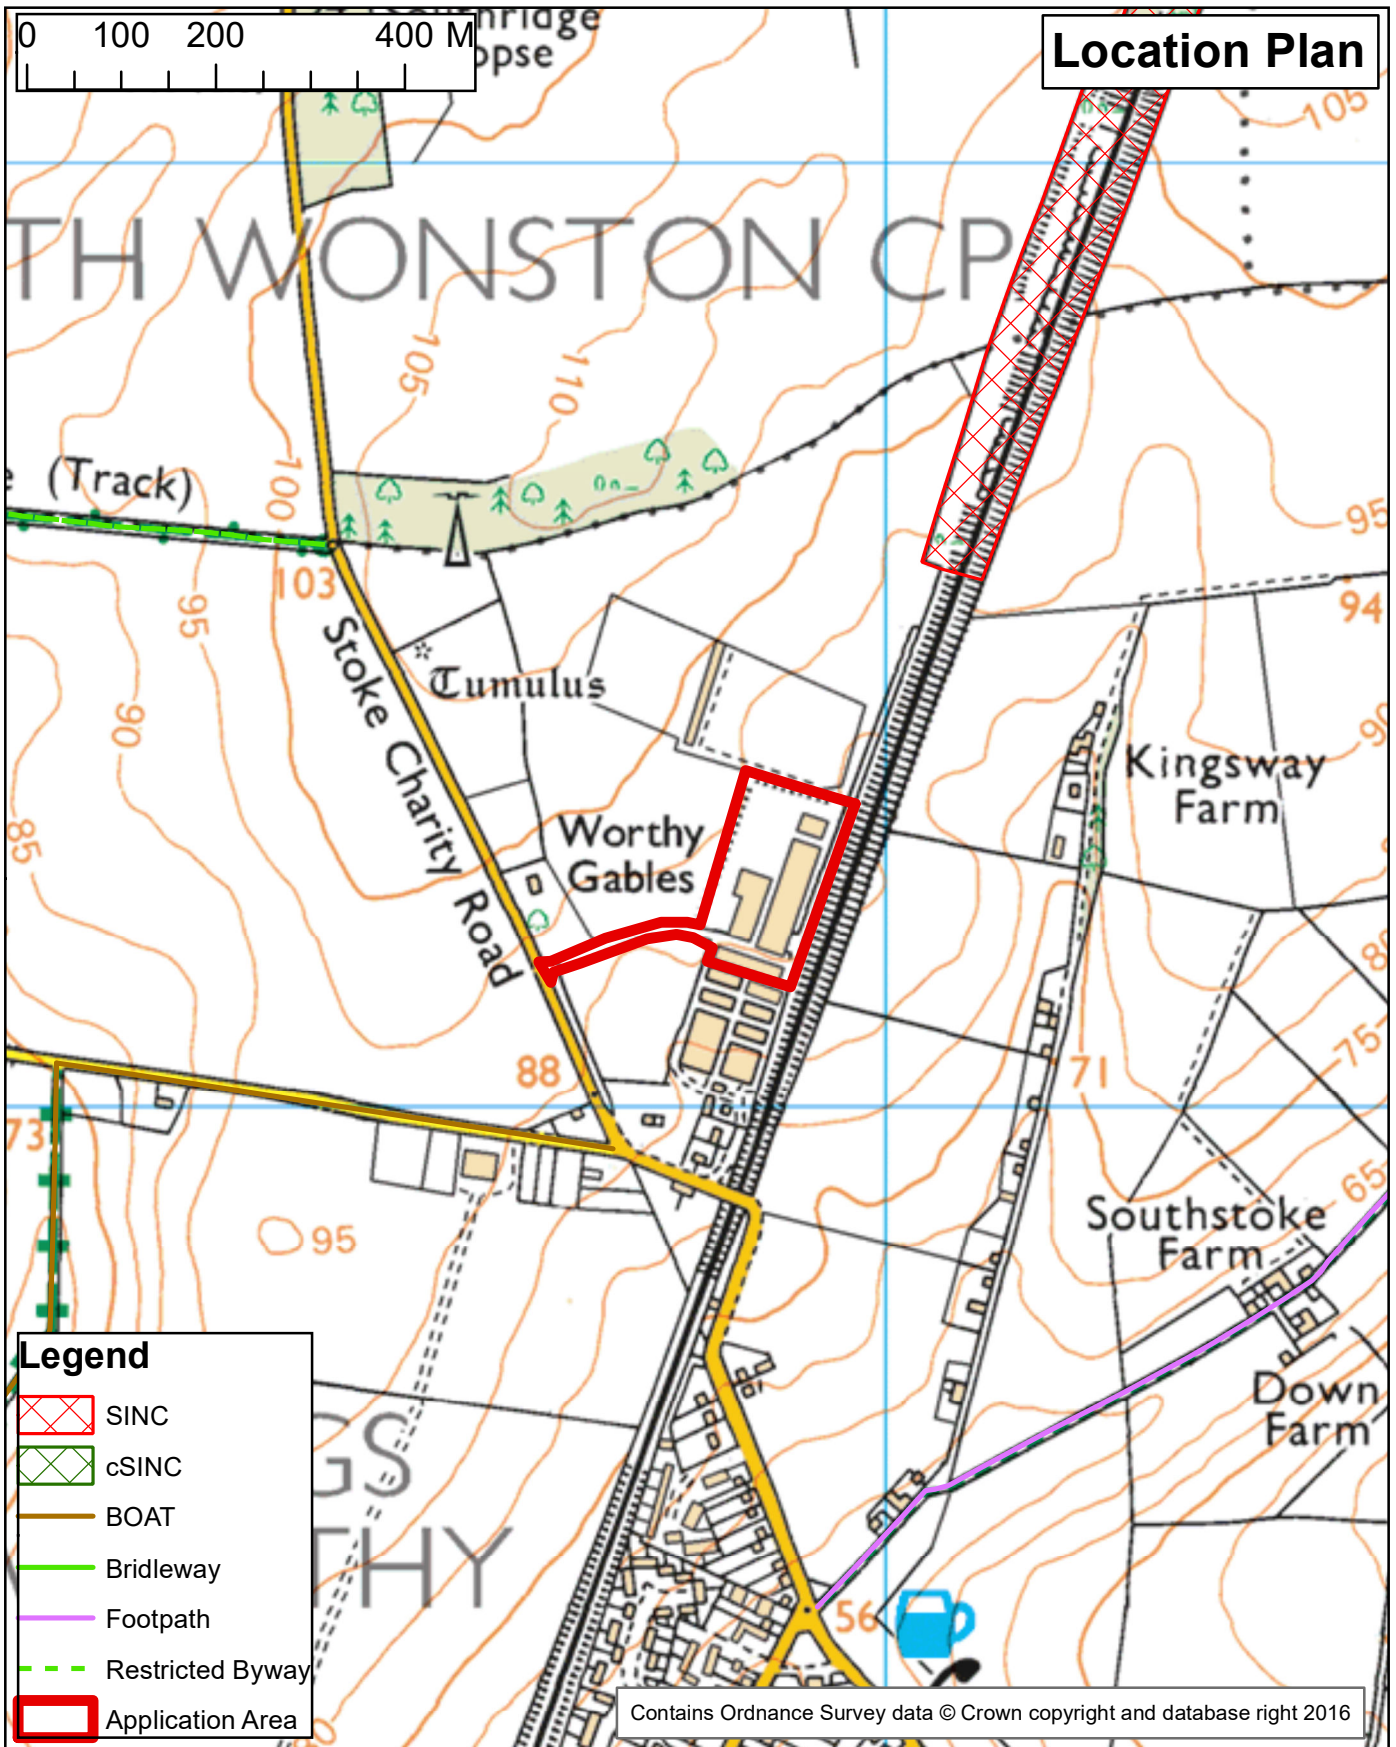 0 100 200 400 M
Location Plan
105
TH WONSTON CP
105
110
100
(Track)
95
103
94
95
Stoke Charity Road
Tumulus
90
90
Kingsway
Farm
85
Worthy
Gables
88
71
75
73
65
95
Southstoke
Farm
Down
Farm
GS
THY
56
Legend
SINC
cSINC
BOAT
Bridleway
Footpath
Restricted Byway
Application Area
Contains Ordnance Survey data © Crown copyright and database right 2016